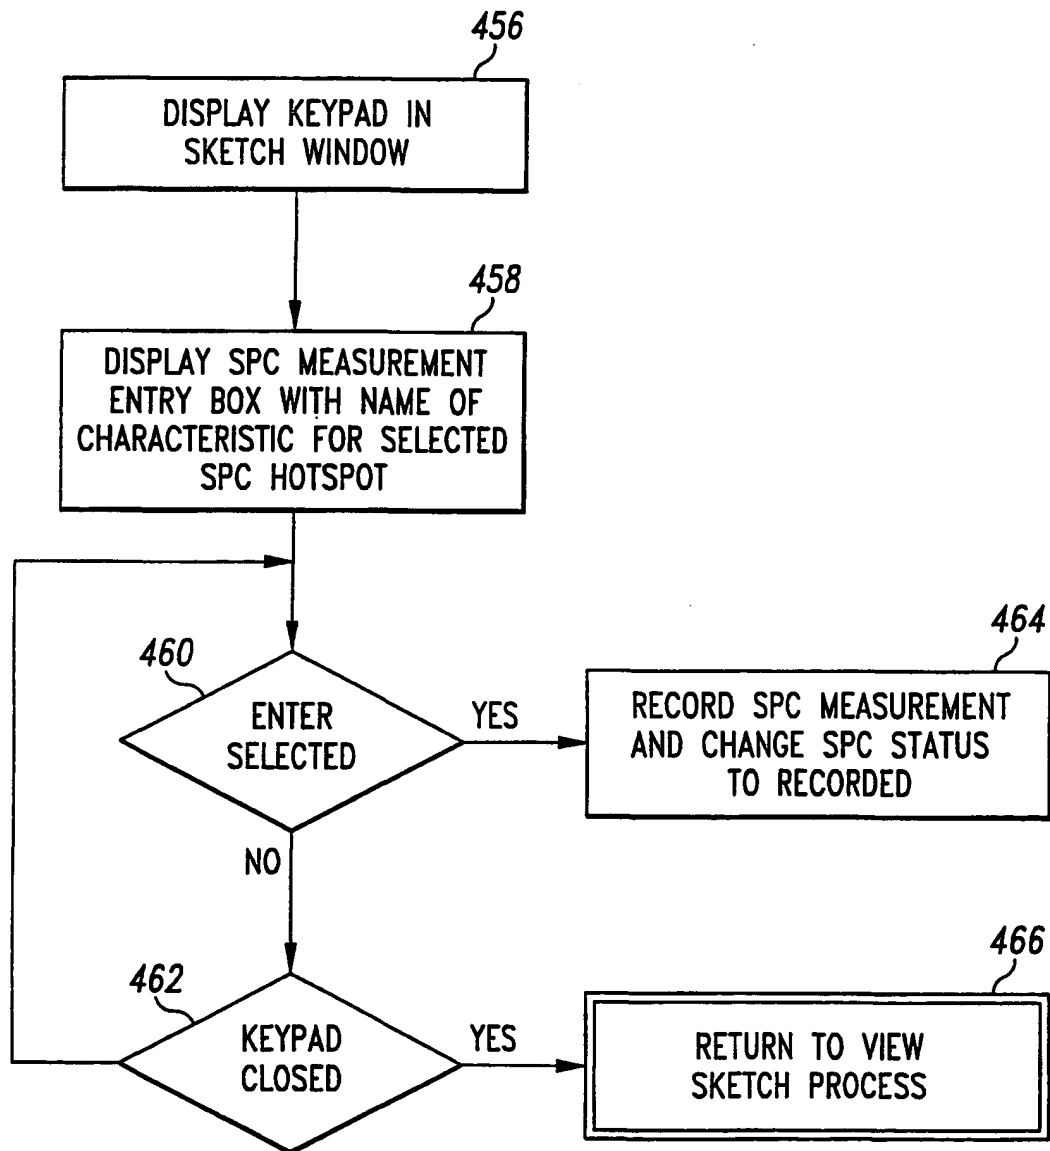 456
DISPLAY KEYPAD IN
SKETCH WINDOW
458
DISPLAY SPC MEASUREMENT
ENTRY BOX WITH NAME OF
CHARACTERISTIC FOR SELECTED
SPC HOTSPOT
460
ENTER
SELECTED
YES
464
RECORD SPC MEASUREMENT
AND CHANGE SPC STATUS
TO RECORDED
NO
462
KEYPAD
CLOSED
YES
466
RETURN TO VIEW
SKETCH PROCESS